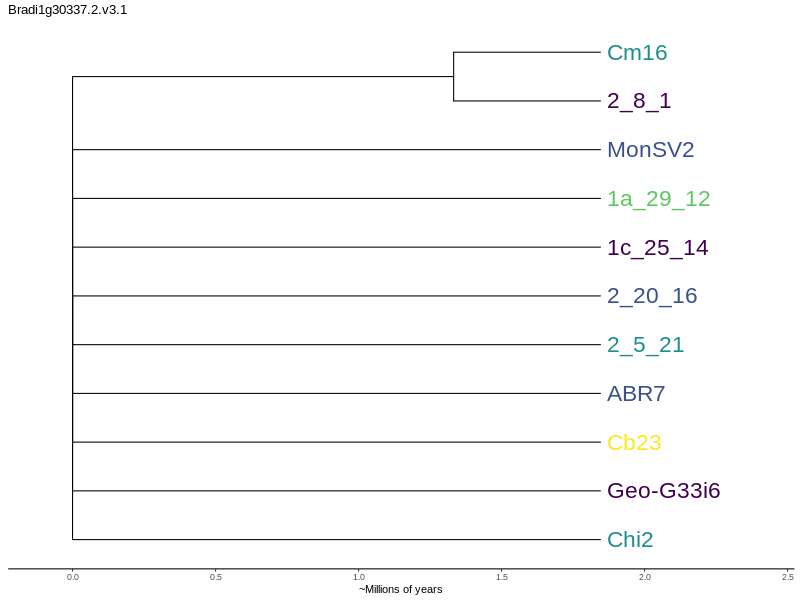 Bradi1g30337.2.v3.1
Cm16
2_8_1
MonSV2
1a_29_12
1c_25_14
2_20_16
2_5_21
ABR7
Cb23
Geo-G33i6
Chi2
0.0 0.5 1.0 1.5 2.0 2.5
~Millions of years